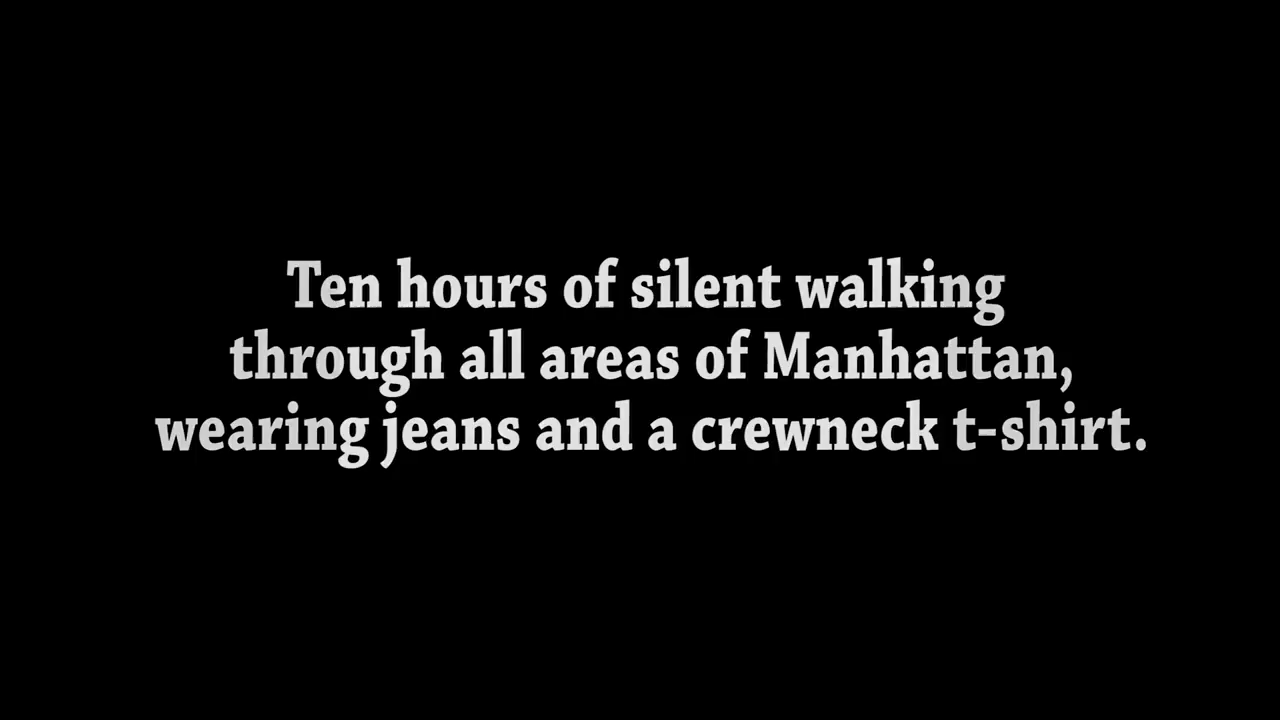 Ten hours of silent walking
through all areas of Manhattan,
wearing jeans and a crewneck t-shirt.